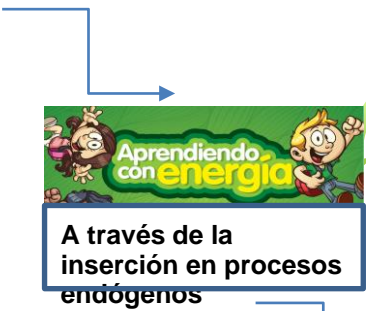 Aprendiendo
con energía
A través de la
inserción en procesos
endógenos